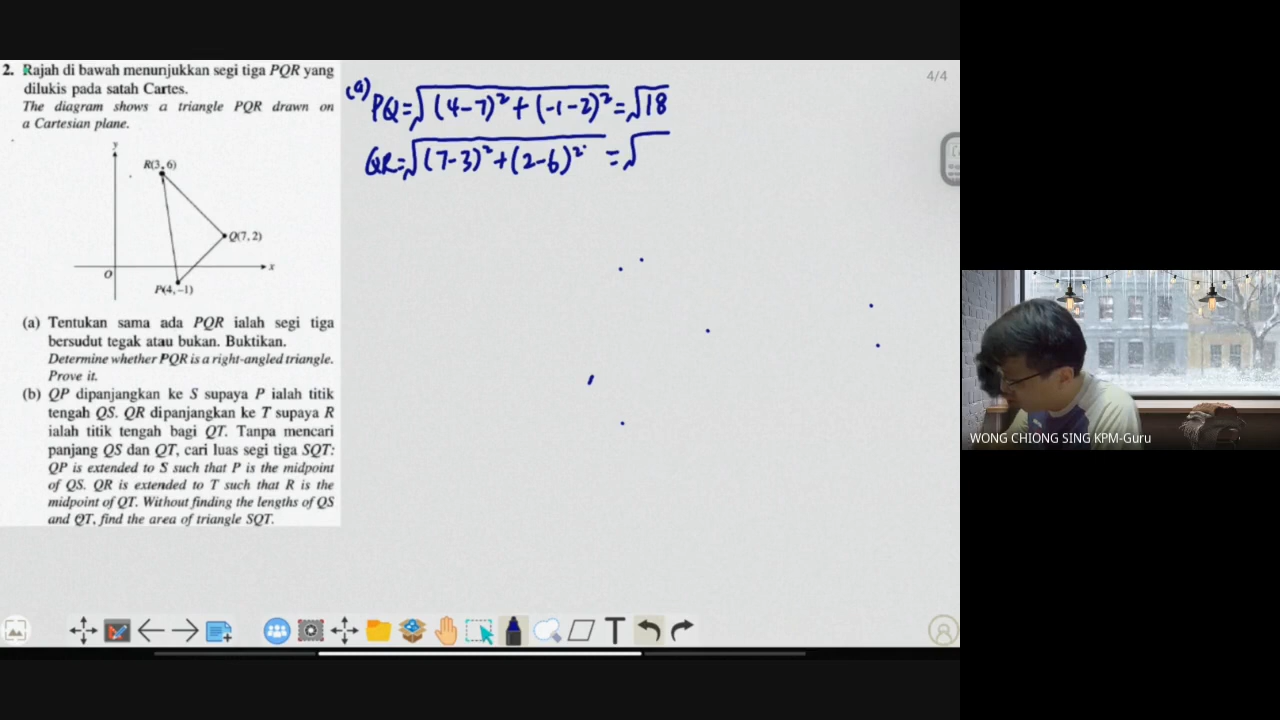 4/4
2. Rajah di bawah menunjukkan segi tiga PQR yang
dilukis pada satah Cartes.
The diagram shows a triangle PQR drawn on
a Cartesian plane.
y
R(3, 6)
Q(7, 2)
O
x
P(4, –1)
(a) Tentukan sama ada PQR ialah segi tiga
bersudut tegak atau bukan. Buktikan.
Determine whether PQR is a right-angled triangle.
Prove it.
(b) QP dipanjangkan ke S supaya P ialah titik
tengah QS. QR dipanjangkan ke T supaya R
ialah titik tengah bagi QT. Tanpa mencari
panjang QS dan QT, cari luas segi tiga SQT:
QP is extended to S such that P is the midpoint
of QS. QR is extended to T such that R is the
midpoint of QT. Without finding the lengths of QS
and QT, find the area of triangle SQT.
(a) PQ=√(4-7)²+(-1-2)²=√18
QR=√(7-3)²+(2-6)² =√
T
WONG CHIONG SING KPM-Guru